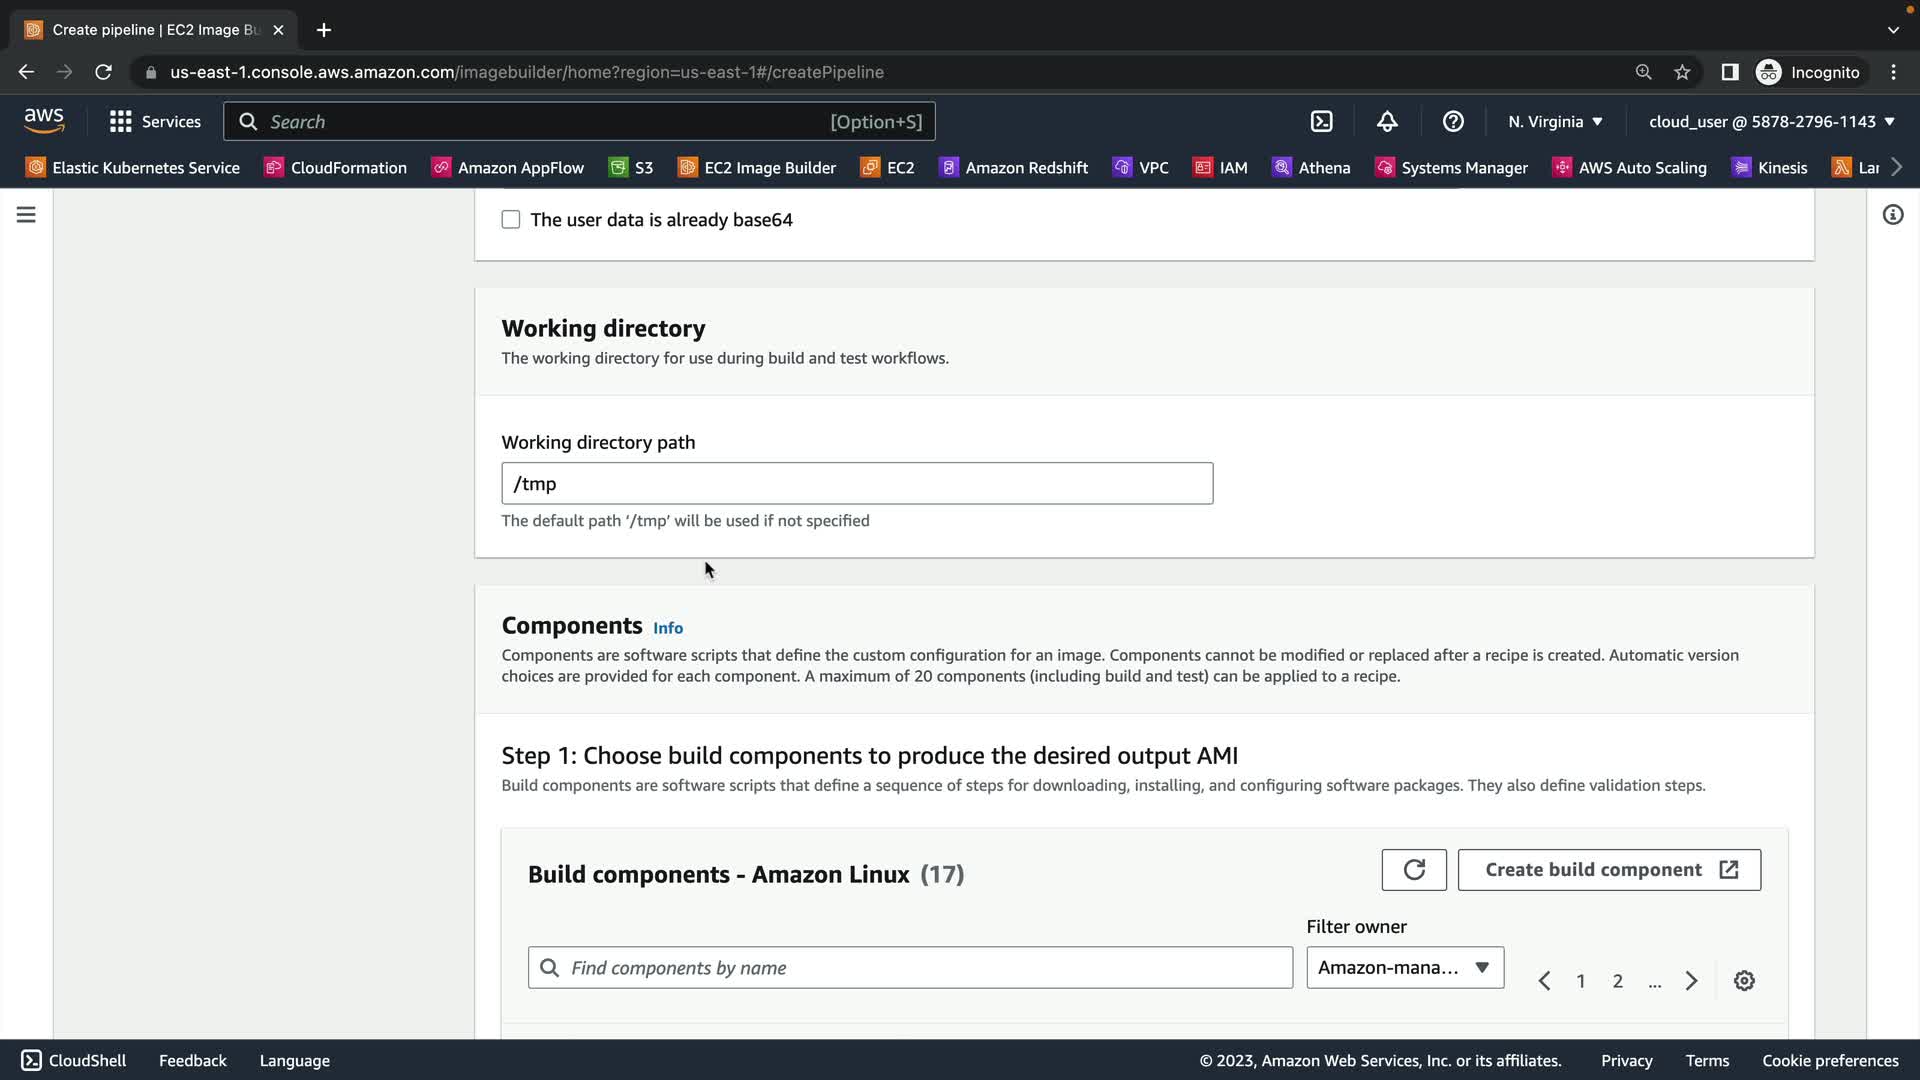 Create pipeline | EC2 Image Bu
us-east-1.console.aws.amazon.com/imagebuilder/home?region=us-east-1#/createPipeline
Incognito
aws
Services
Search
[Option+S]
N. Virginia
cloud_user @ 5878-2796-1143
Elastic Kubernetes Service
CloudFormation
Amazon AppFlow
S3
EC2 Image Builder
EC2
Amazon Redshift
VPC
IAM
Athena
Systems Manager
AWS Auto Scaling
Kinesis
Lar
The user data is already base64
Working directory
The working directory for use during build and test workflows.
Working directory path
/tmp
The default path ‘/tmp’ will be used if not specified
Components Info
Components are software scripts that define the custom configuration for an image. Components cannot be modified or replaced after a recipe is created. Automatic version
choices are provided for each component. A maximum of 20 components (including build and test) can be applied to a recipe.
Step 1: Choose build components to produce the desired output AMI
Build components are software scripts that define a sequence of steps for downloading, installing, and configuring software packages. They also define validation steps.
Build components - Amazon Linux (17)
Create build component
Filter owner
Find components by name
Amazon-mana...
1 2 ...
CloudShell
Feedback
Language
© 2023, Amazon Web Services, Inc. or its affiliates.
Privacy
Terms
Cookie preferences